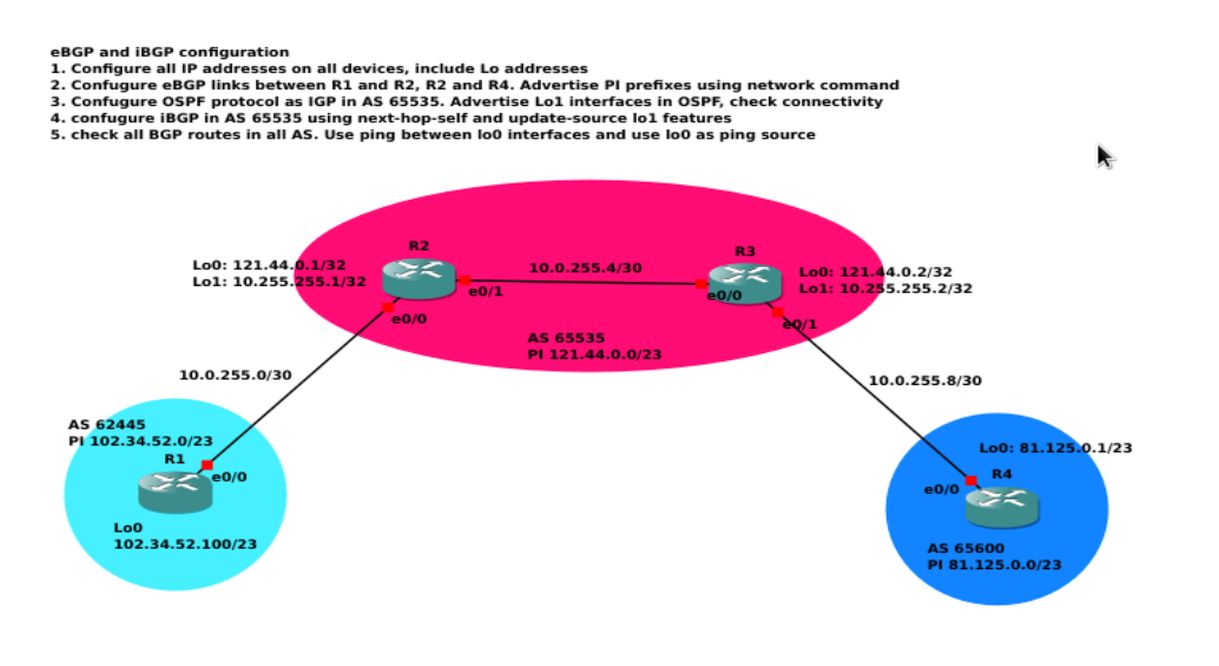 eBGP and iBGP configuration
1. Configure all IP addresses on all devices, include Lo addresses
2. Confugure eBGP links between R1 and R2, R2 and R4. Advertise PI prefixes using network command
3. Confugure OSPF protocol as IGP in AS 65535. Advertise Lo1 interfaces in OSPF, check connectivity
4. confugure iBGP in AS 65535 using next-hop-self and update-source lo1 features
5. check all BGP routes in all AS. Use ping between lo0 interfaces and use lo0 as ping source
R2
R3
Lo0: 121.44.0.1/32
Lo1: 10.255.255.1/32
10.0.255.4/30
Lo0: 121.44.0.2/32
Lo1: 10.255.255.2/32
e0/1
e0/0
e0/0
e0/1
AS 65535
PI 121.44.0.0/23
10.0.255.0/30
10.0.255.8/30
AS 62445
PI 102.34.52.0/23
R1
e0/0
Lo0
102.34.52.100/23
Lo0: 81.125.0.1/23
R4
e0/0
AS 65600
PI 81.125.0.0/23